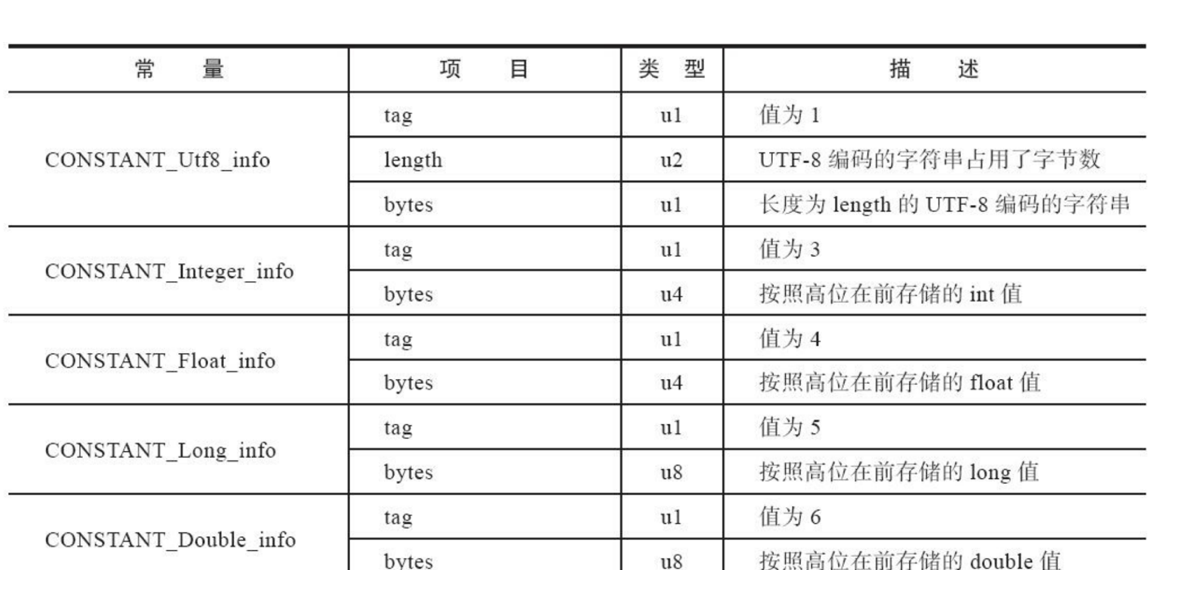 常 量 项 目 类 型 描 述
CONSTANT_Utf8_info tag u1 值为 1
length u2 UTF-8 编码的字符串占用了字节数
bytes u1 长度为 length 的 UTF-8 编码的字符串
CONSTANT_Integer_info tag u1 值为 3
bytes u4 按照高位在前存储的 int 值
CONSTANT_Float_info tag u1 值为 4
bytes u4 按照高位在前存储的 float 值
CONSTANT_Long_info tag u1 值为 5
bytes u8 按照高位在前存储的 long 值
CONSTANT_Double_info tag u1 值为 6
bytes u8 按照高位在前存储的 double 值